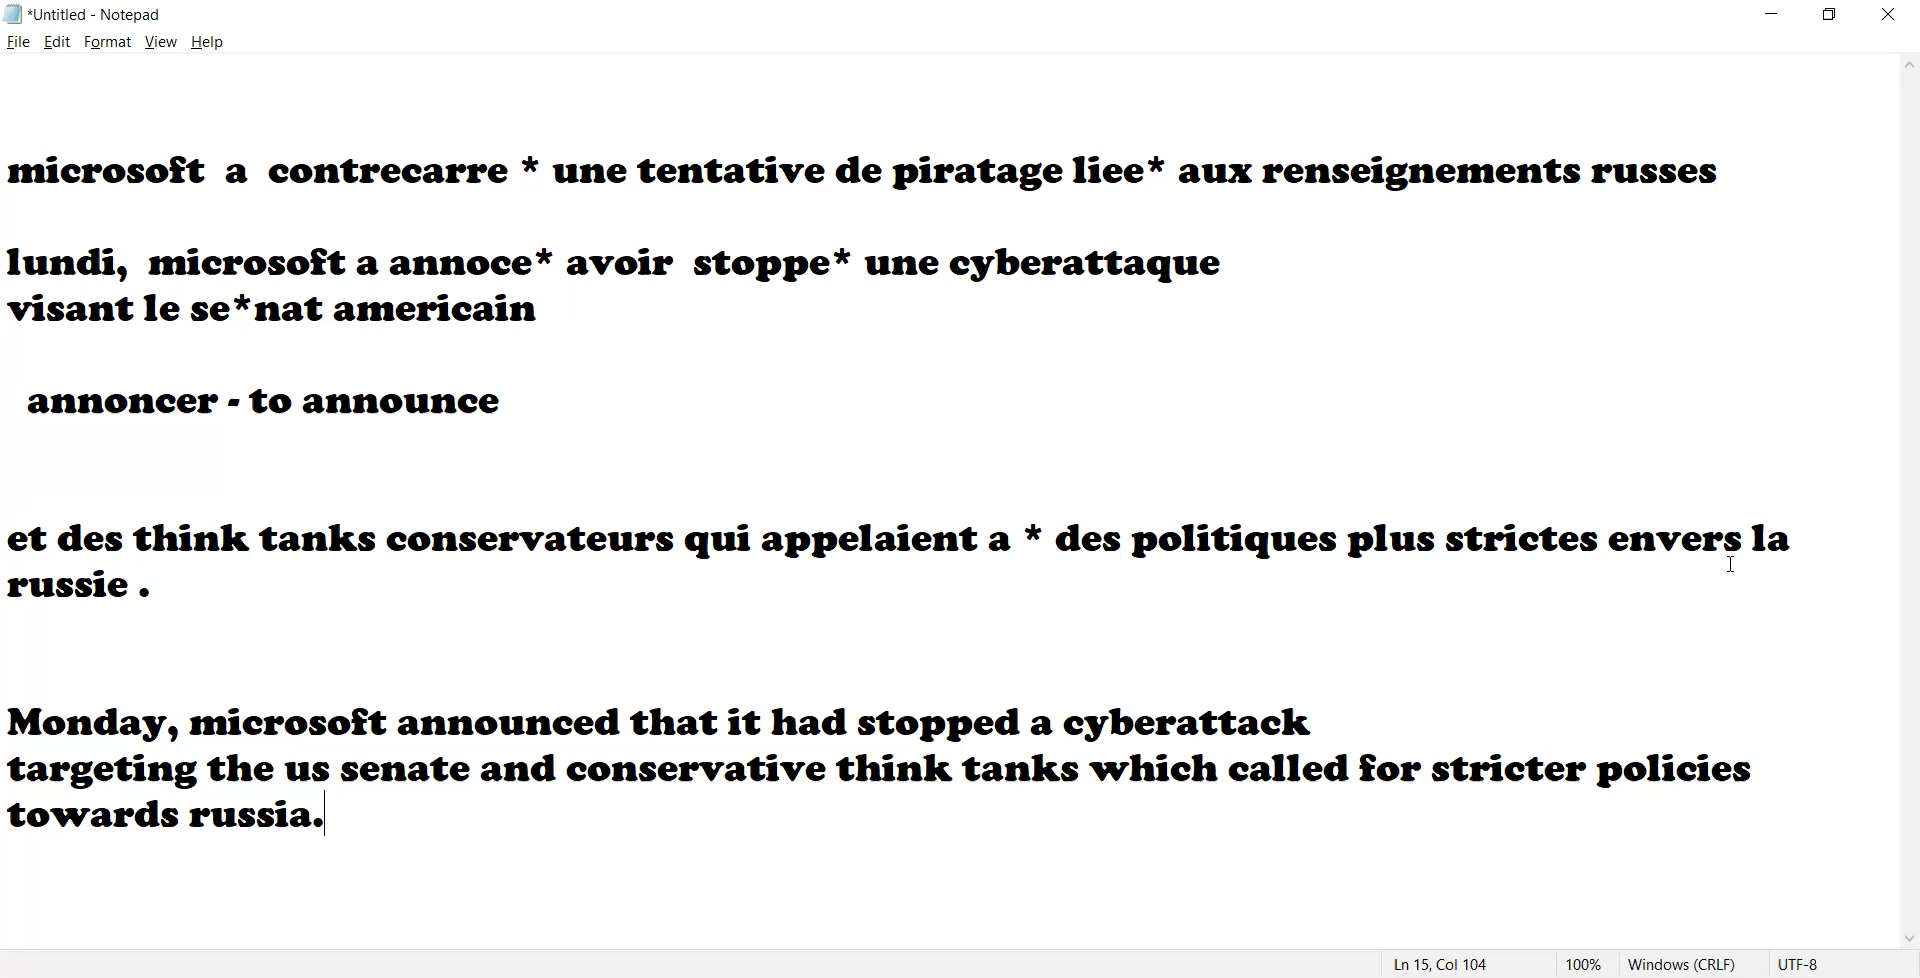 *Untitled - Notepad
File Edit Format View Help
microsoft a contrecarre * une tentative de piratage liee* aux renseignements russes
lundi, microsoft a annoce* avoir stoppe* une cyberattaque
visant le se*nat americain
annoncer - to announce
et des think tanks conservateurs qui appelaient a * des politiques plus strictes envers la
russie .
Monday, microsoft announced that it had stopped a cyberattack
targeting the us senate and conservative think tanks which called for stricter policies
towards russia.
Ln 15, Col 104 100% Windows (CRLF) UTF-8